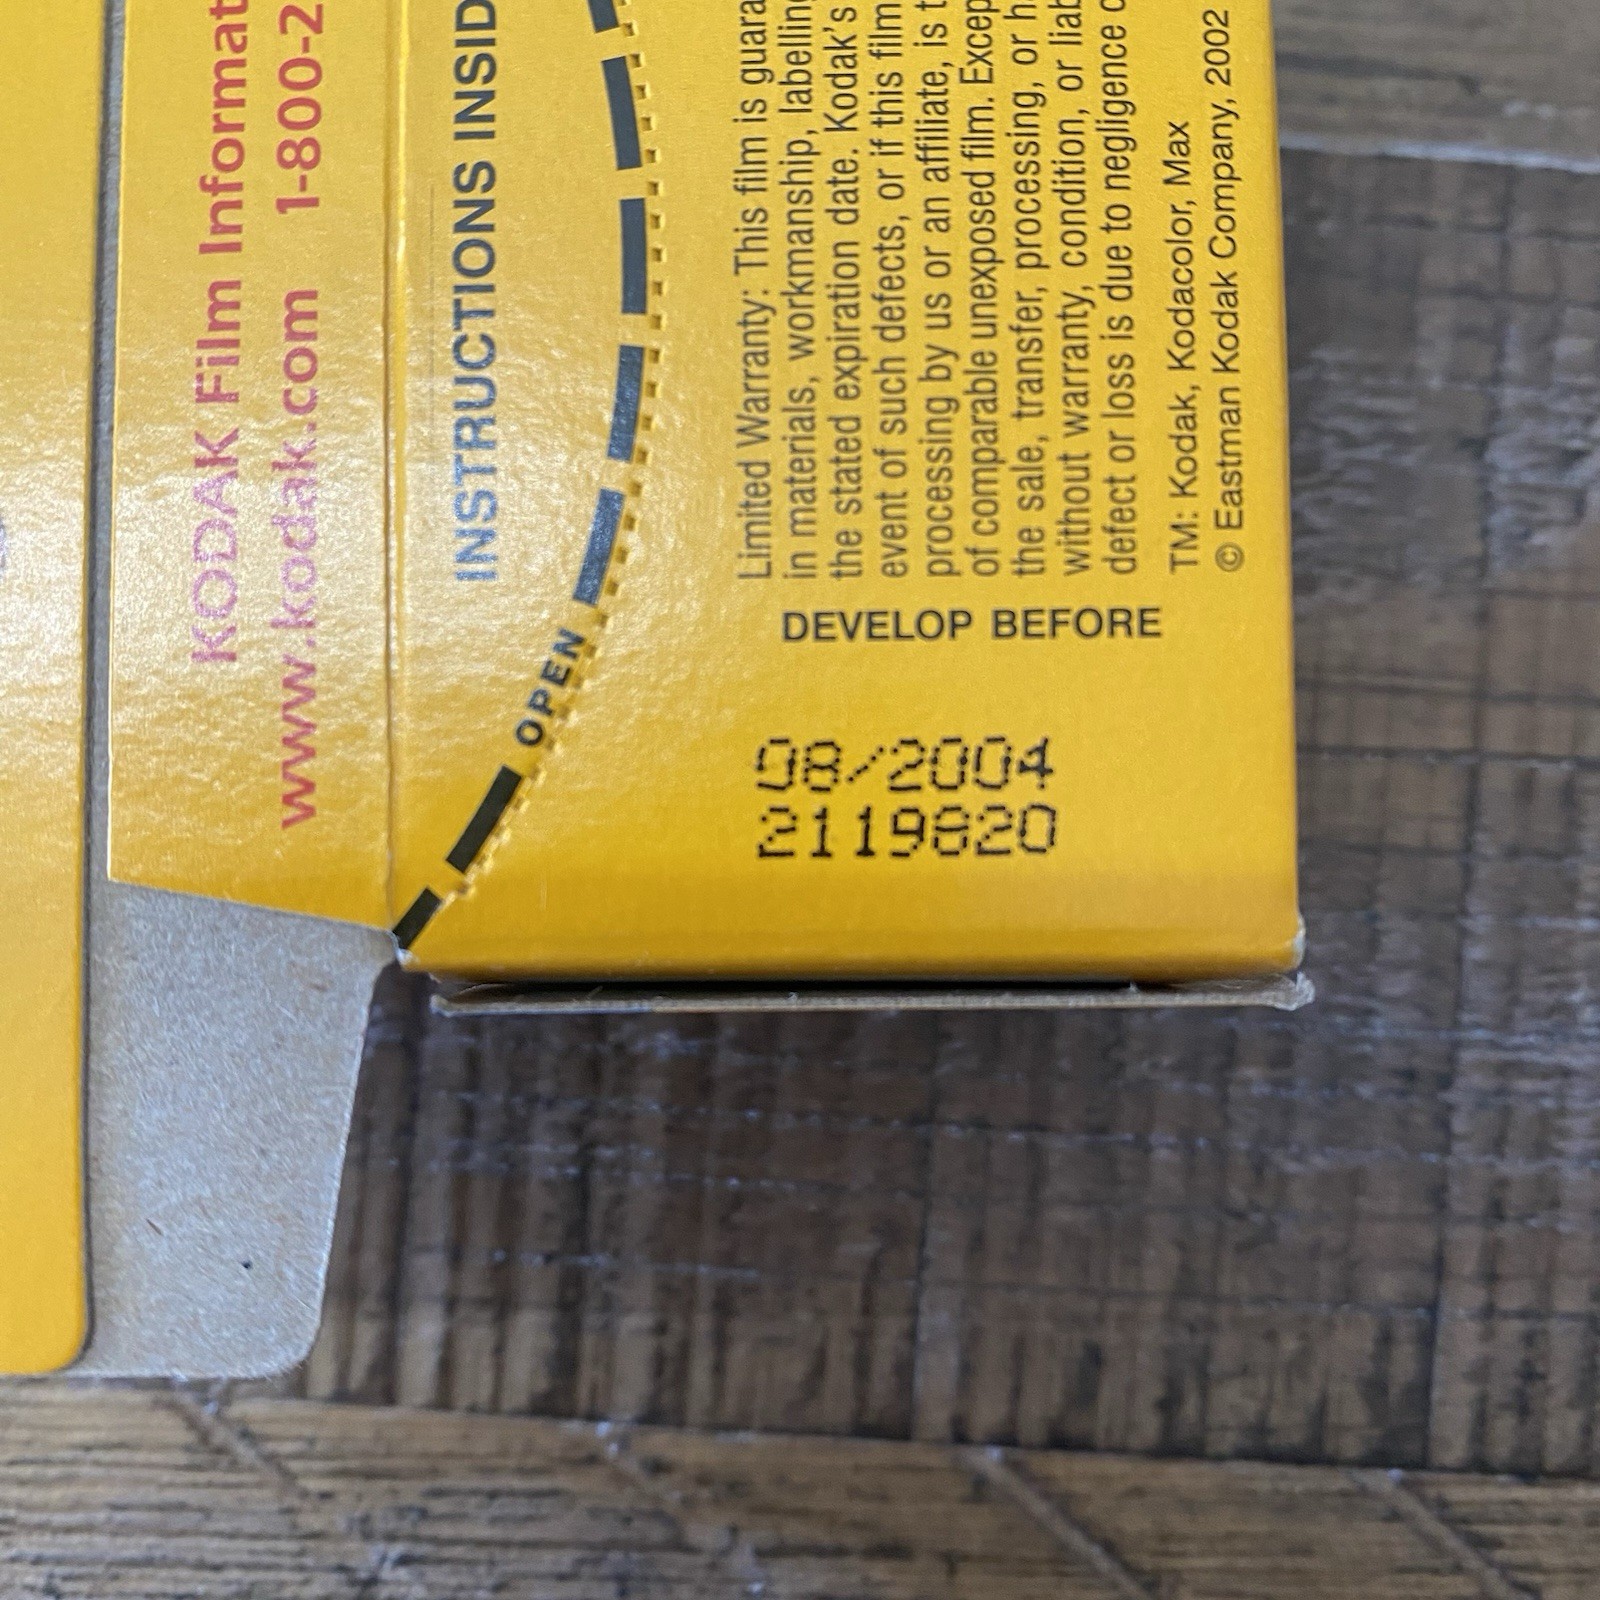 KODAK Film Informat
www.kodak.com 1-800-2
INSTRUCTIONS INSID
OPEN
Limited Warranty: This film is guara
in materials, workmanship, labelling
the stated expiration date. Kodak's
event of such defects, or if this film
processing by us or an affiliate, is t
of comparable unexposed film. Excep
the sale, transfer, processing, or ha
without warranty, condition, or liab
defect or loss is due to negligence o
TM: Kodak, Kodacolor, Max
© Eastman Kodak Company, 2002
DEVELOP BEFORE
08/2004
2119820